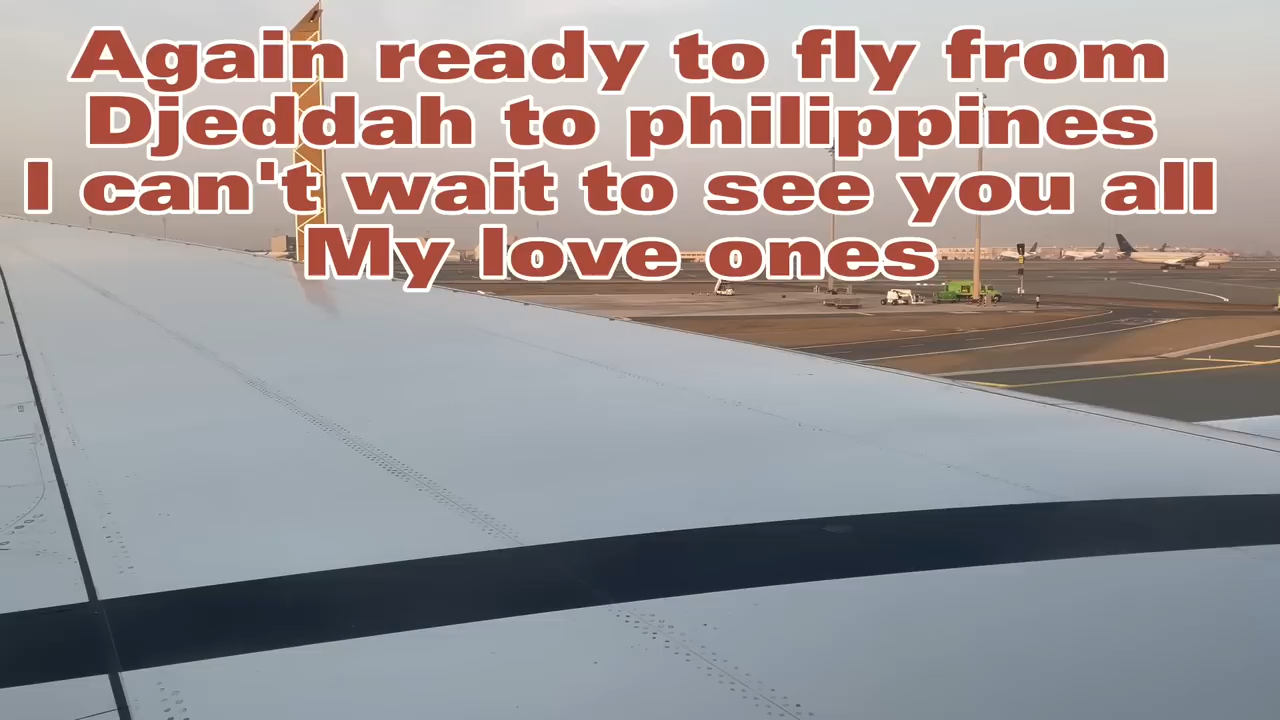 Again ready to fly from
Djeddah to philippines
I can't wait to see you all
My love ones